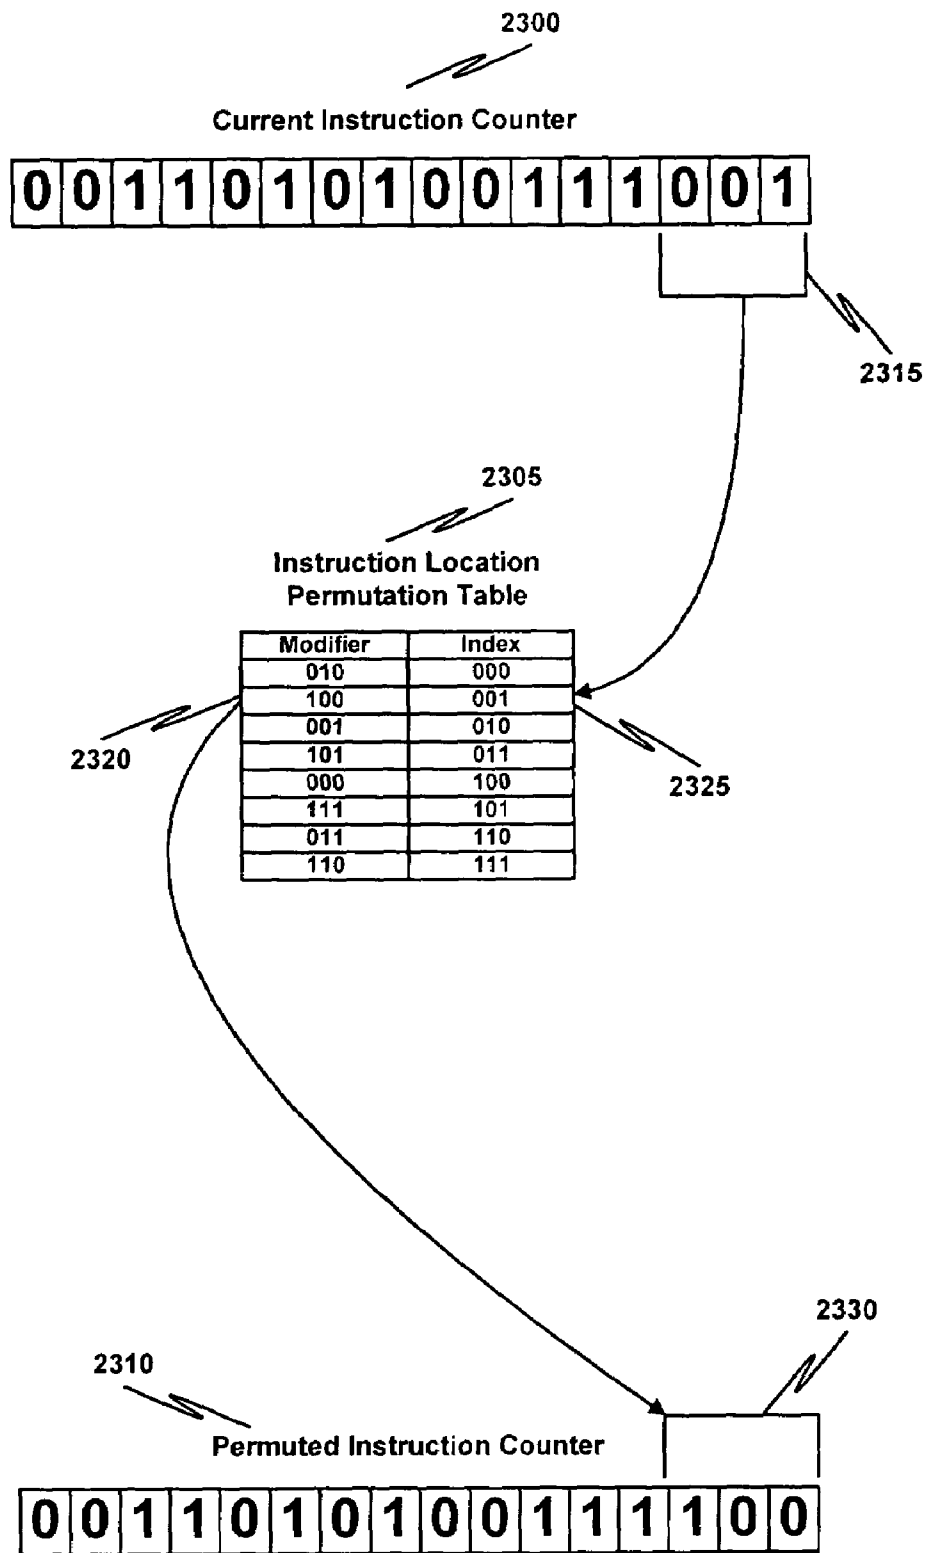 2300
Current Instruction Counter
0 0 1 1 0 1 0 1 0 0 1 1 1 0 0 1
2315
2305
Instruction Location
Permutation Table
Modifier Index
010 000
100 001
001 010
101 011
000 100
111 101
011 110
110 111
2320
2325
2330
2310
Permuted Instruction Counter
0 0 1 1 0 1 0 1 0 0 1 1 1 1 0 0